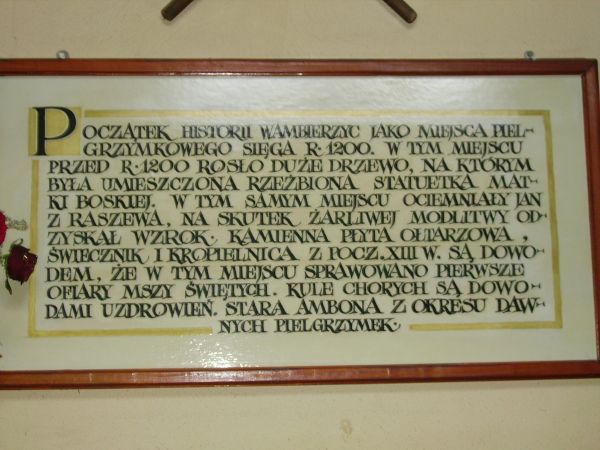 POCZĄTEK HISTORII WAMBIERZYC JAKO MIEJSCA PIEL-
GRZYMKOWEGO SIĘGA R. 1200. W TYM MIEJSCU
PRZED R. 1200 ROSŁO DUŻE DRZEWO, NA KTÓRYM
BYŁA UMIESZCZONA RZEŹBIONA STATUETKA MAT-
KI BOSKIEJ. W TYM SAMYM MIEJSCU OCIEMNIAŁY JAN
Z RASZEWA, NA SKUTEK ŻARLIWEJ MODLITWY OD-
ZYSKAŁ WZROK. KAMIENNA PŁYTA OŁTARZOWA,
ŚWIECZNIK I KROPIELNICA Z POCZ. XIII W. SĄ DOWO-
DEM, ŻE W TYM MIEJSCU SPRAWOWANO PIERWSZE
OFIARY MSZY ŚWIĘTYCH. KULE CHORYCH SĄ DOWO-
DAMI UZDROWIEŃ. STARA AMBONA Z OKRESU DAW-
NYCH PIELGRZYMEK.